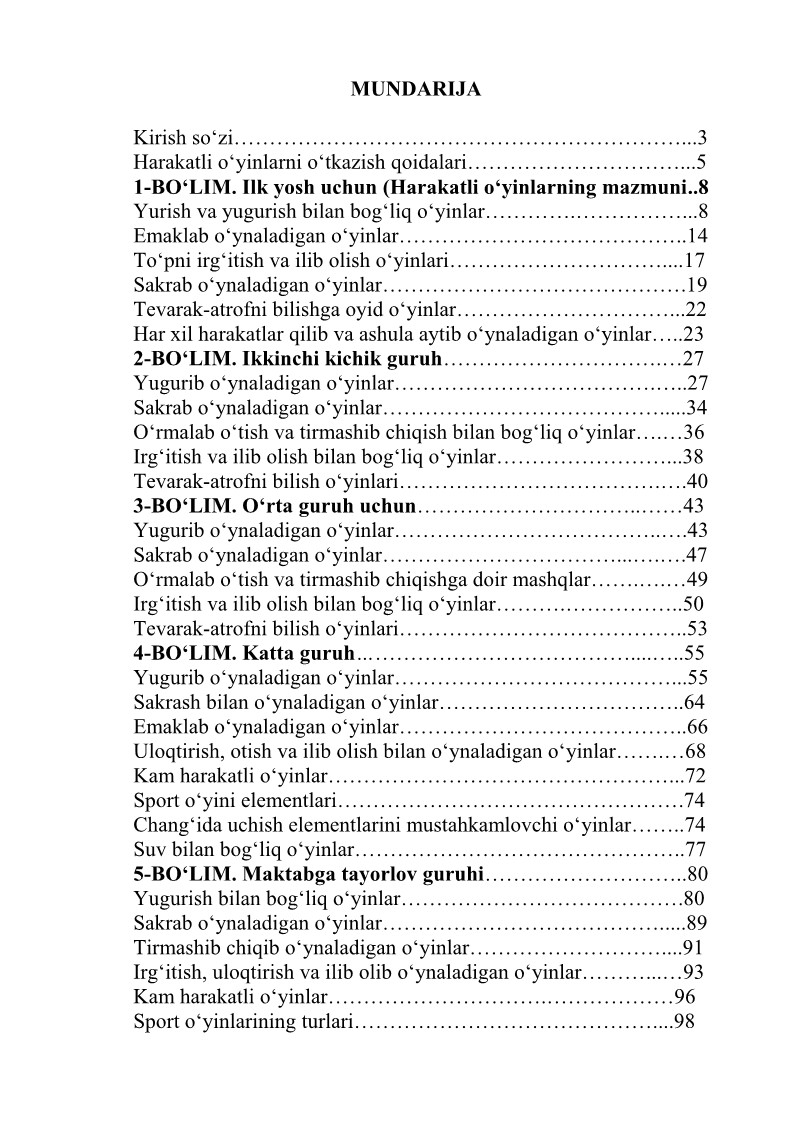 MUNDARIJA
Kirish so‘zi………………………………………………………...3
Harakatli o‘yinlarni o‘tkazish qoidalari…………………………...5
1-BO‘LIM. Ilk yosh uchun (Harakatli o‘yinlarning mazmuni..8
Yurish va yugurish bilan bog‘liq o‘yinlar………….……………...8
Emaklab o‘ynaladigan o‘yinlar………………………………….14
To‘pni irg‘itish va ilib olish o‘yinlari…………………………....17
Sakrab o‘ynaladigan o‘yinlar……………………………………19
Tevarak-atrofni bilishga oyid o‘yinlar…………………………...22
Har xil harakatlar qilib va ashula aytib o‘ynaladigan o‘yinlar…..23
2-BO‘LIM. Ikkinchi kichik guruh………………………….…27
Yugurib o‘ynaladigan o‘yinlar……………………………….…..27
Sakrab o‘ynaladigan o‘yinlar………………………………….....34
O‘rmalab o‘tish va tirmashib chiqish bilan bog‘liq o‘yinlar….…36
Irg‘itish va ilib olish bilan bog‘liq o‘yinlar……………………...38
Tevarak-atrofni bilish o‘yinlari……………………………….….40
3-BO‘LIM. O‘rta guruh uchun…………………………..……43
Yugurib o‘ynaladigan o‘yinlar………………………………..….43
Sakrab o‘ynaladigan o‘yinlar……………………………...….….47
O‘rmalab o‘tish va tirmashib chiqishga doir mashqlar…….….…49
Irg‘itish va ilib olish bilan bog‘liq o‘yinlar……….……………..50
Tevarak-atrofni bilish o‘yinlari………………………………….53
4-BO‘LIM. Katta guruh..………………………………....…..55
Yugurib o‘ynaladigan o‘yinlar…………………………………...55
Sakrash bilan o‘ynaladigan o‘yinlar……………………………..64
Emaklab o‘ynaladigan o‘yinlar…………………………………..66
Uloqtirish, otish va ilib olish bilan o‘ynaladigan o‘yinlar…….…68
Kam harakatli o‘yinlar…………………………………………...72
Sport o‘yini elementlari…………………………………………74
Chang‘ida uchish elementlarini mustahkamlovchi o‘yinlar……..74
Suv bilan bog‘liq o‘yinlar………………………………………..77
5-BO‘LIM. Maktabga tayorlov guruhi………………………..80
Yugurish bilan bog‘liq o‘yinlar…………………………………80
Sakrab o‘ynaladigan o‘yinlar………………………………….....89
Tirmashib chiqib o‘ynaladigan o‘yinlar………………………....91
Irg‘itish, uloqtirish va ilib olib o‘ynaladigan o‘yinlar………...…93
Kam harakatli o‘yinlar………………………….………………96
Sport o‘yinlarining turlari……………………………………....98